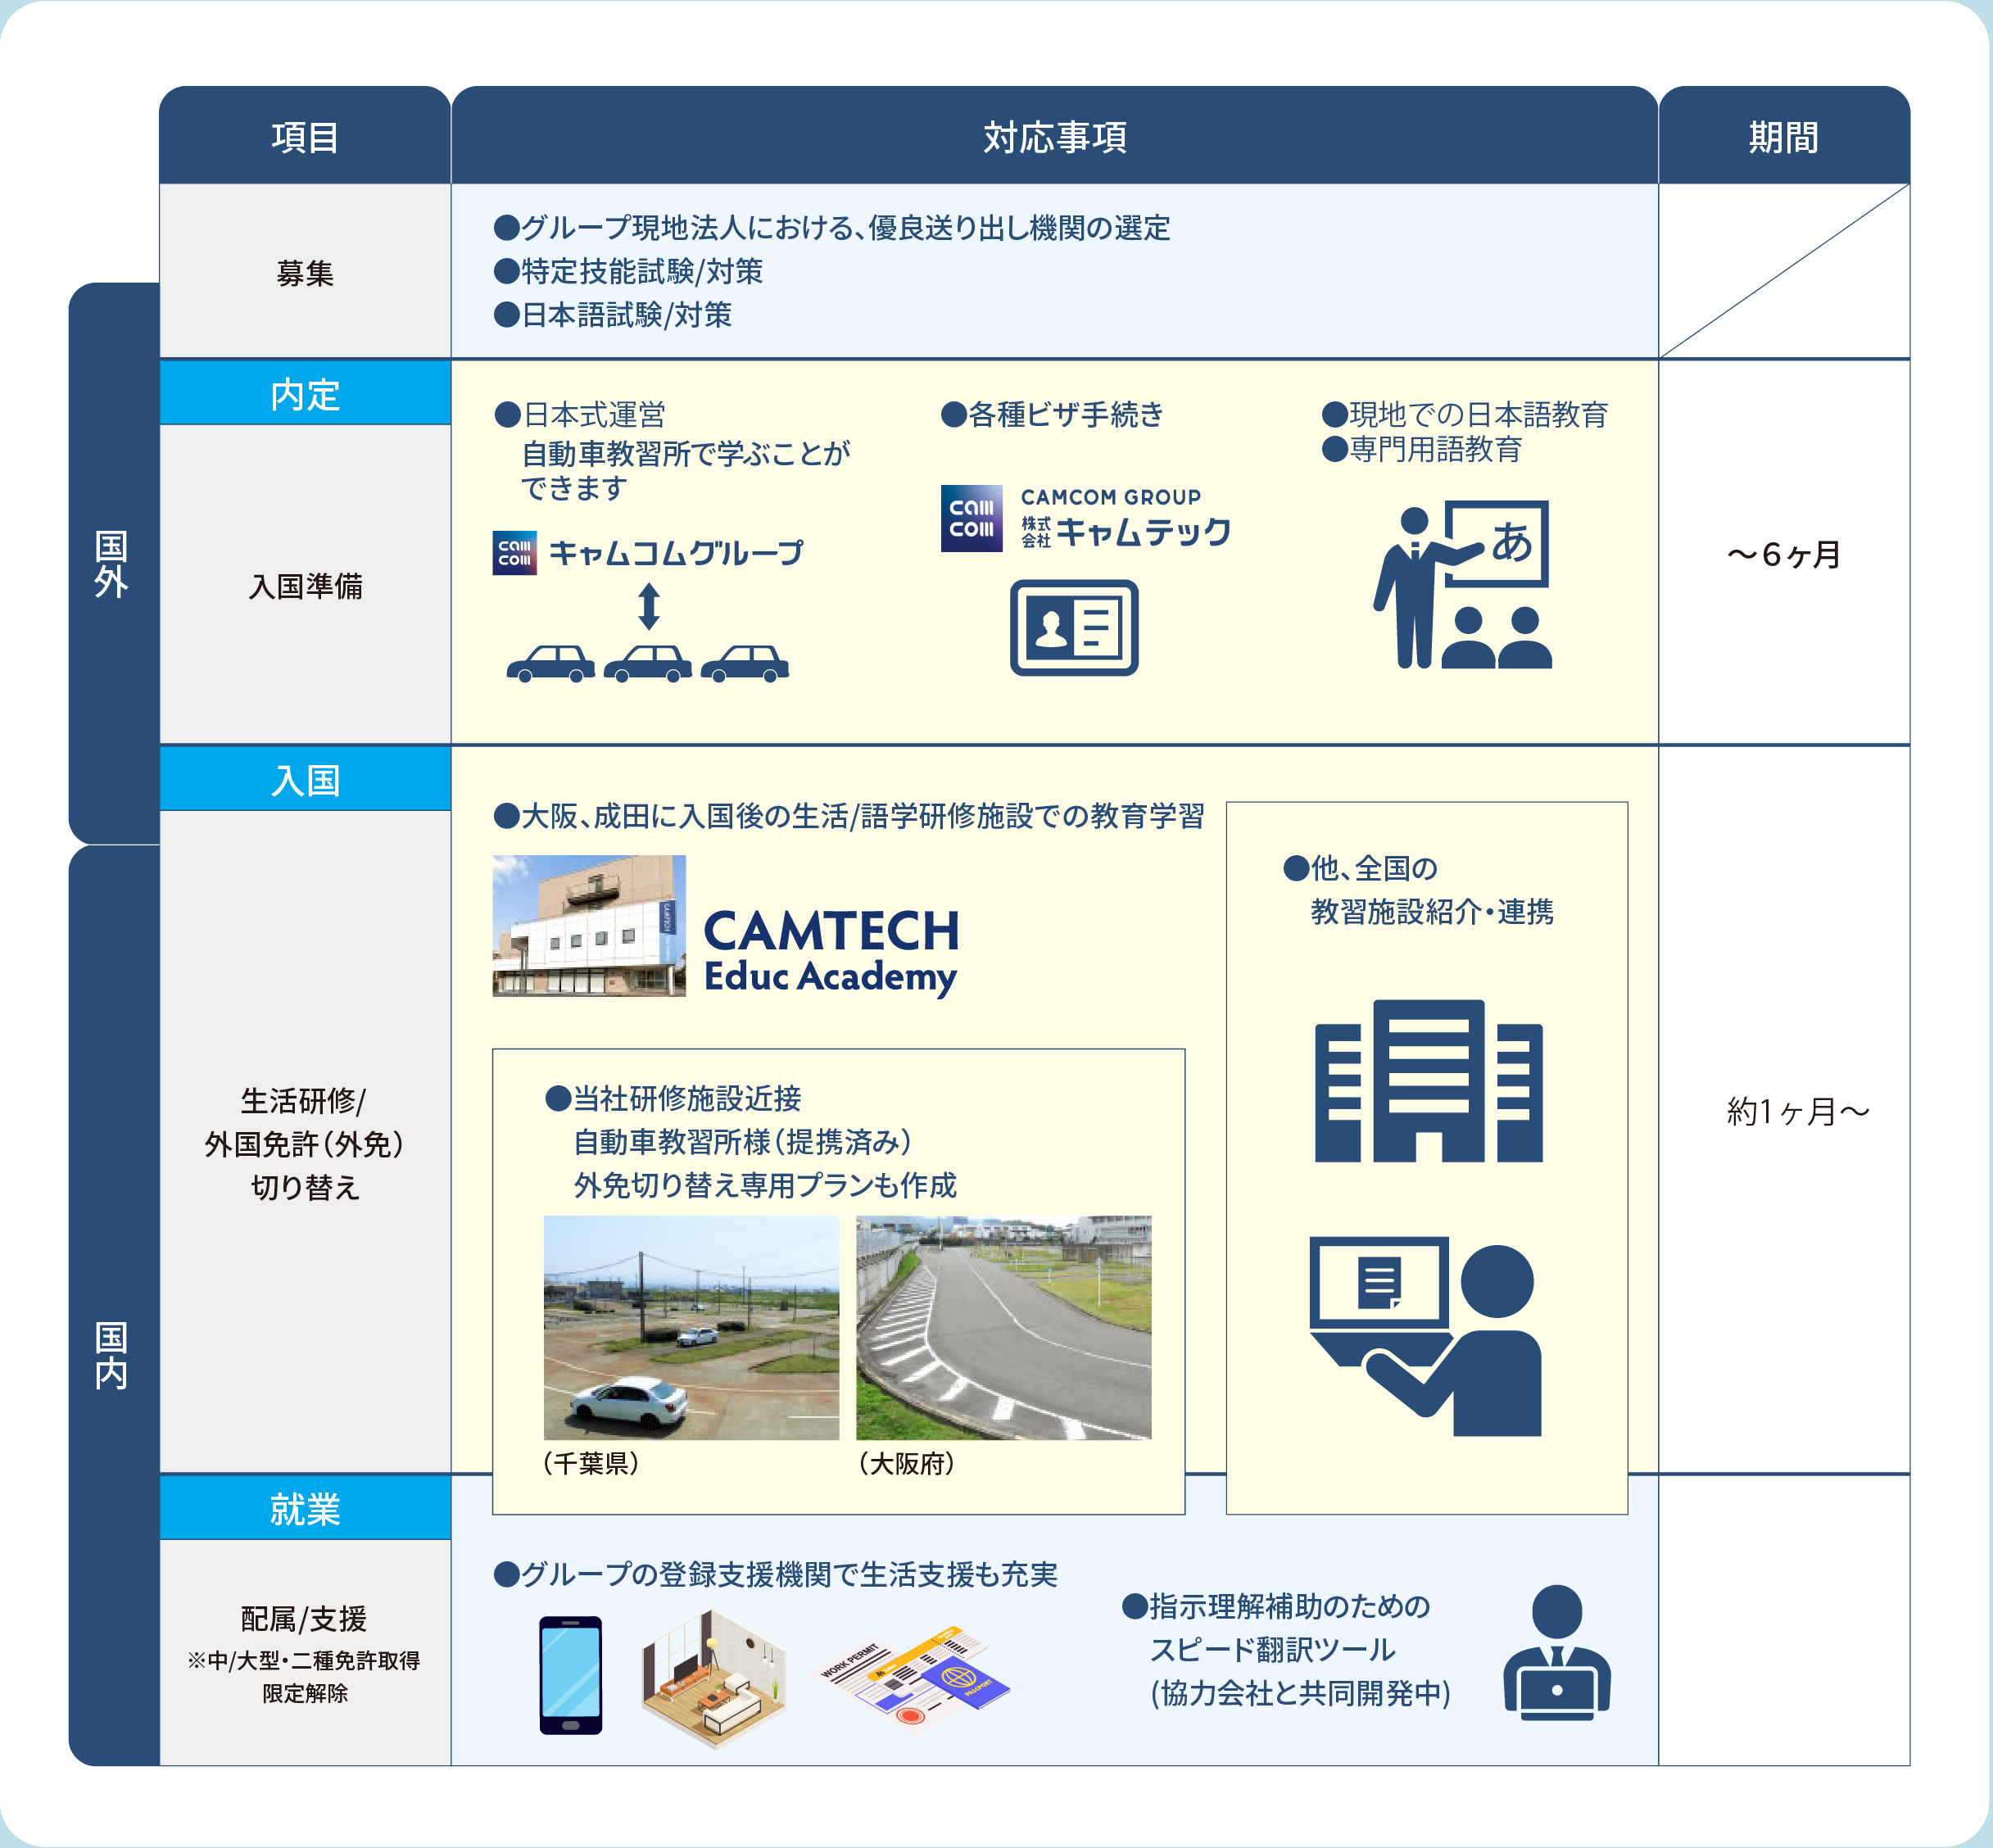 項目
対応事項
期間
国外
募集
●グループ現地法人における、優良送り出し機関の選定
●特定技能試験/対策
●日本語試験/対策
内定
入国準備
●日本式運営
自動車教習所で学ぶことが
できます
cam
com
キャムコムグループ
●各種ビザ手続き
cam
com
CAMCOM GROUP
株式
会社
キャムテック
●現地での日本語教育
●専門用語教育
あ
～6ヶ月
国内
入国
生活研修/
外国免許（外免）
切り替え
●大阪、成田に入国後の生活/語学研修施設での教育学習
CAMTECH
CAMTECH
Educ Academy
●当社研修施設近接
自動車教習所様（提携済み）
外免切り替え専用プランも作成
（千葉県）
（大阪府）
●他、全国の
教習施設紹介・連携
約1ヶ月～
就業
配属/支援
※中/大型・二種免許取得
限定解除
●グループの登録支援機関で生活支援も充実
WORK PERMIT
PASSPORT
●指示理解補助のための
スピード翻訳ツール
(協力会社と共同開発中)